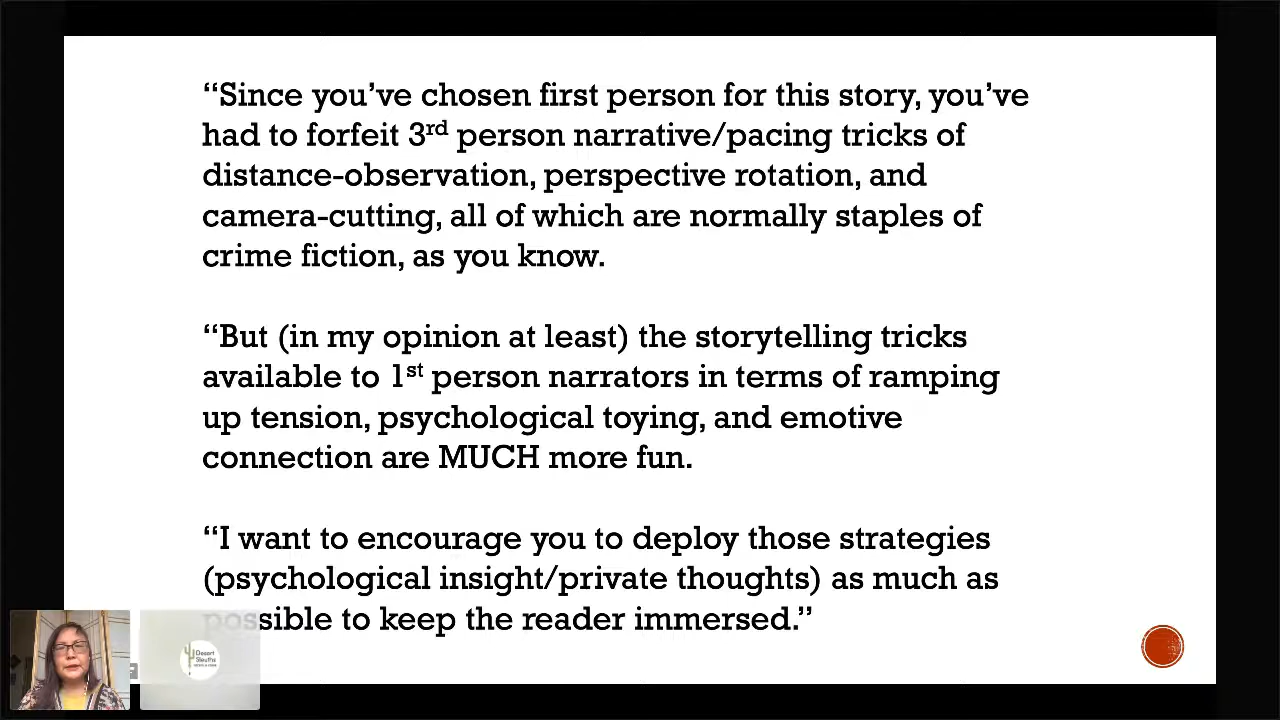 “Since you’ve chosen first person for this story, you’ve
had to forfeit 3rd person narrative/pacing tricks of
distance-observation, perspective rotation, and
camera-cutting, all of which are normally staples of
crime fiction, as you know.
“But (in my opinion at least) the storytelling tricks
available to 1st person narrators in terms of ramping
up tension, psychological toying, and emotive
connection are MUCH more fun.
“I want to encourage you to deploy those strategies
(psychological insight/private thoughts) as much as
possible to keep the reader immersed.”
Desert
Sleuths